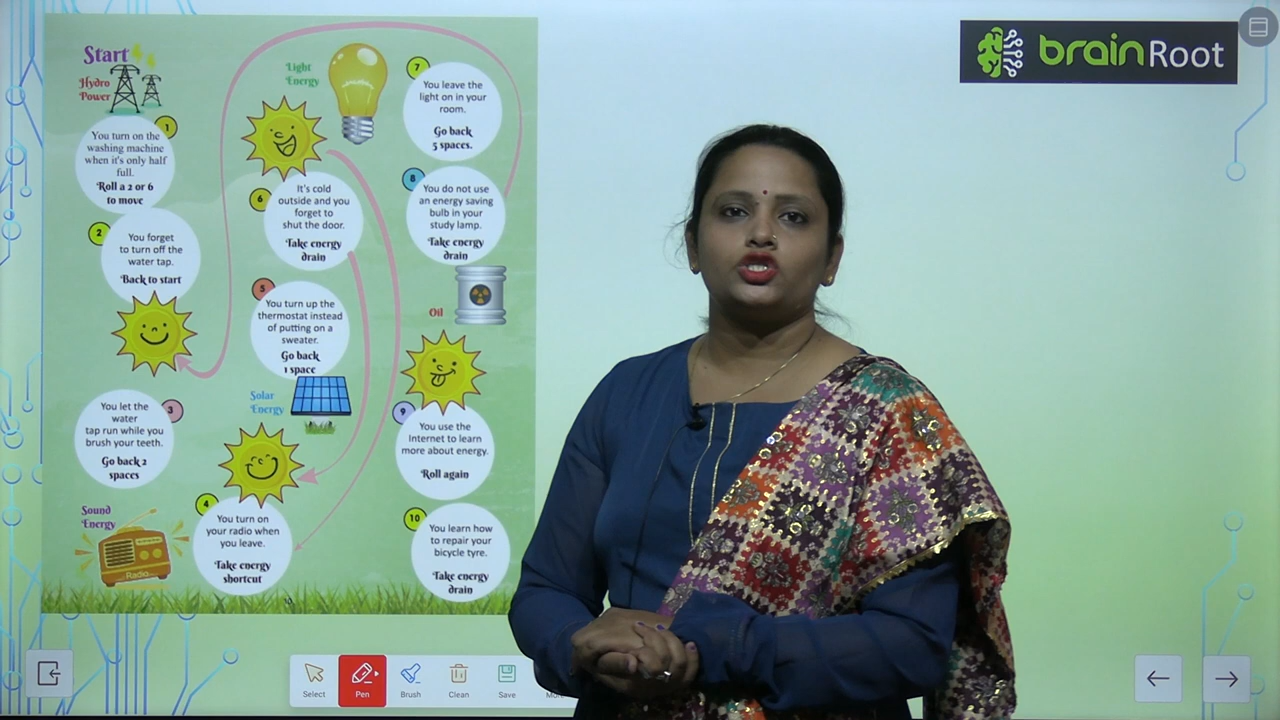 Start
Hydro
Power
1
You turn on the
washing machine
when it's only half
full.
Roll a 2 or 6
to move
2
You forget
to turn off the
water tap.
Back to start
3
You let the
water
tap run while you
brush your teeth.
Go back 2
spaces
Sound
Energy
Radio
4
You turn on
your radio when
you leave.
Take energy
shortcut
Light
Energy
6
It's cold
outside and you
forget to
shut the door.
Take energy
drain
5
You turn up the
thermostat instead
of putting on a
sweater.
Go back
1 space
Solar
Energy
7
You leave the
light on in your
room.
Go back
5 spaces.
8
You do not use
an energy saving
bulb in your
study lamp.
Take energy
drain
Oil
9
You use the
Internet to learn
more about energy.
Roll again
10
You learn how
to repair your
bicycle tyre.
Take energy
drain
brainRoot
Select
Pen
Brush
Clean
Save